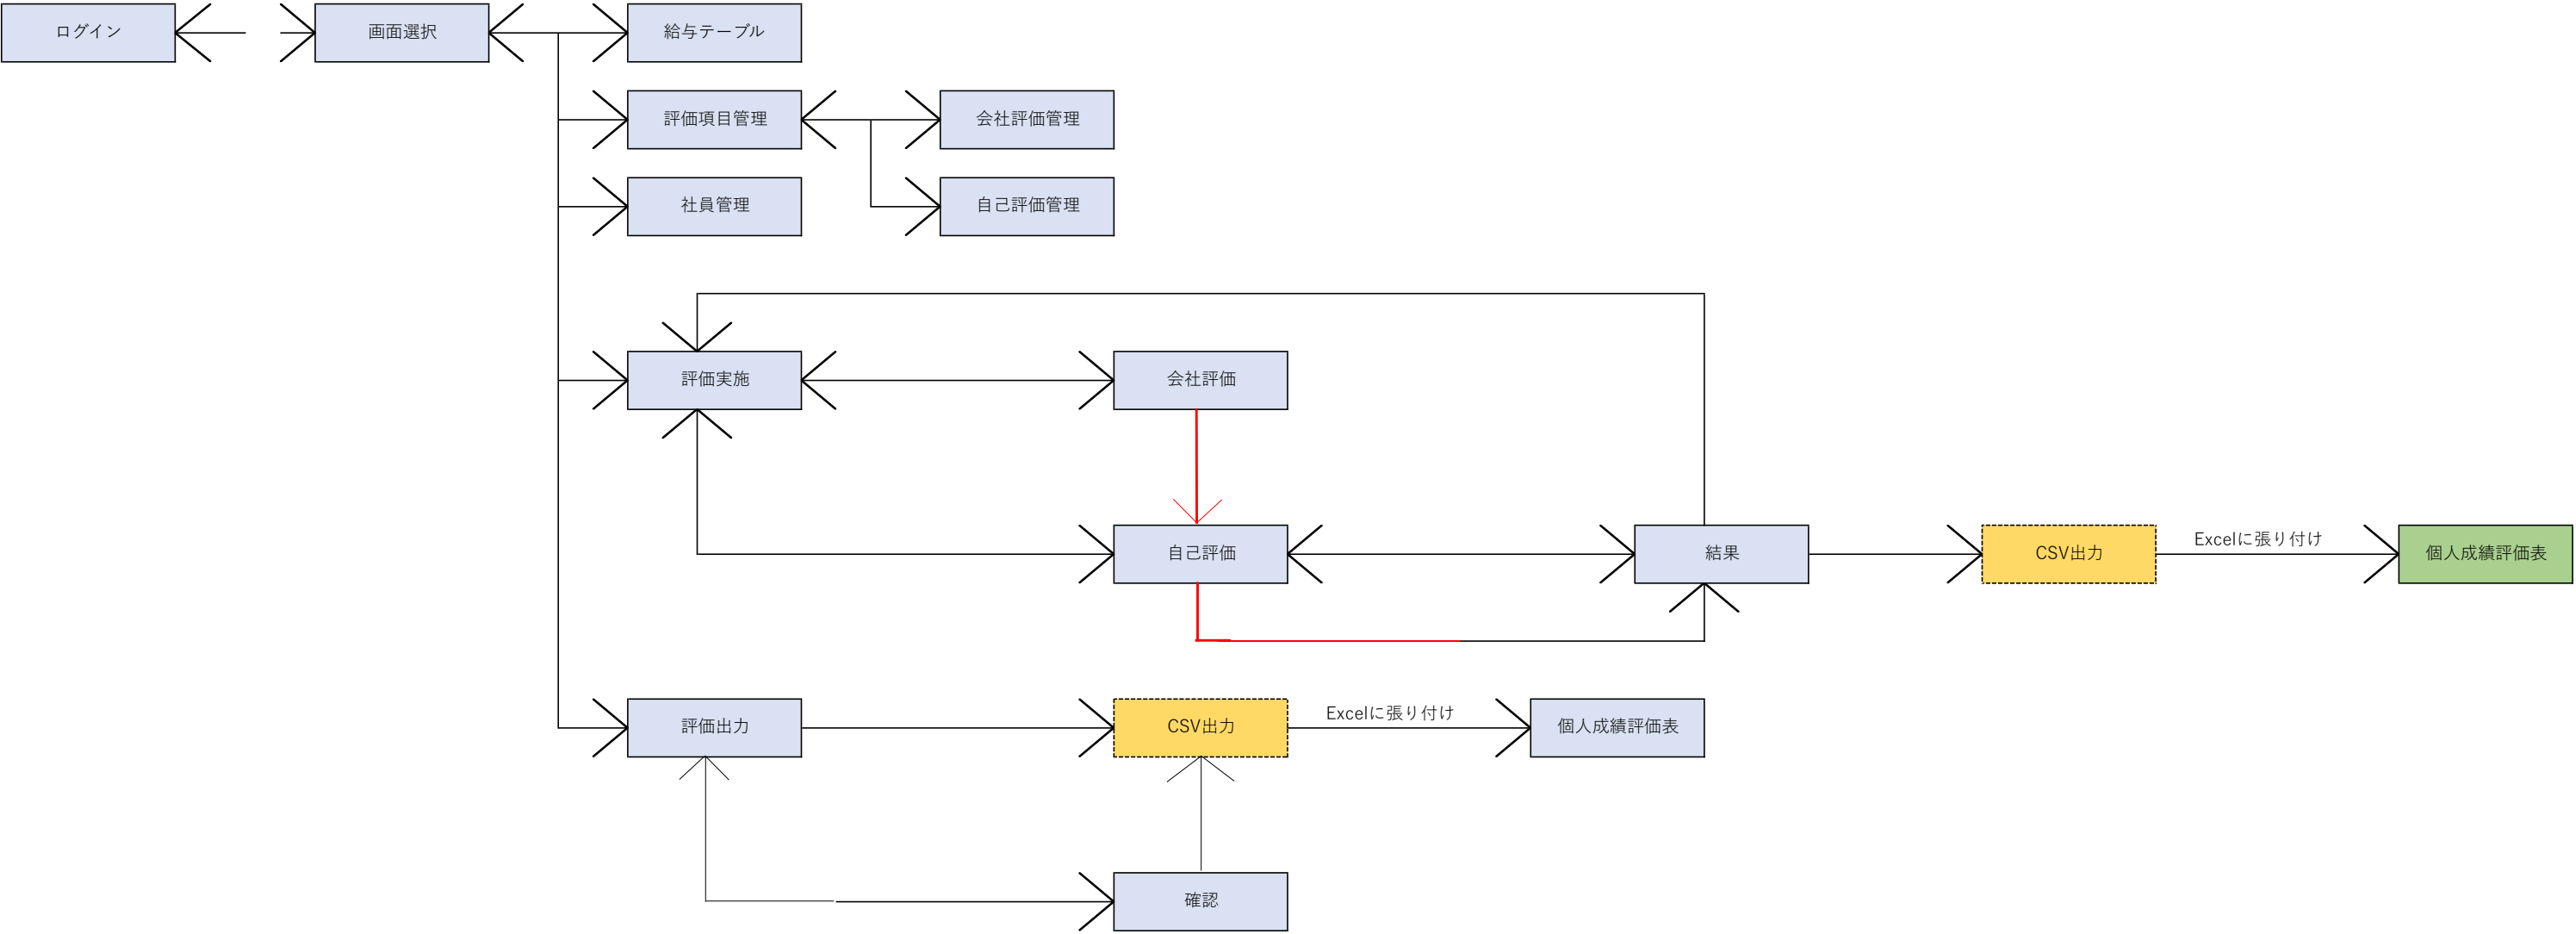 ログイン
画面選択
給与テーブル
評価項目管理
会社評価管理
社員管理
自己評価管理
評価実施
会社評価
自己評価
結果
CSV出力
Excelに張り付け
個人成績評価表
評価出力
CSV出力
Excelに張り付け
個人成績評価表
確認